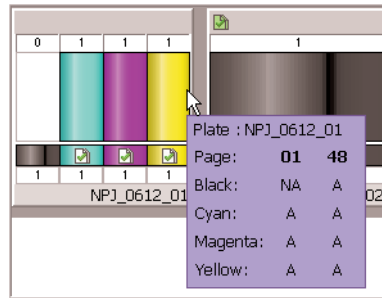 0 1 1 1 1
1 1 1 1
NPJ_0612_01
02
Plate : NPJ_0612_01
Page: 01 48
Black: NA A
Cyan: A A
Magenta: A A
Yellow: A A